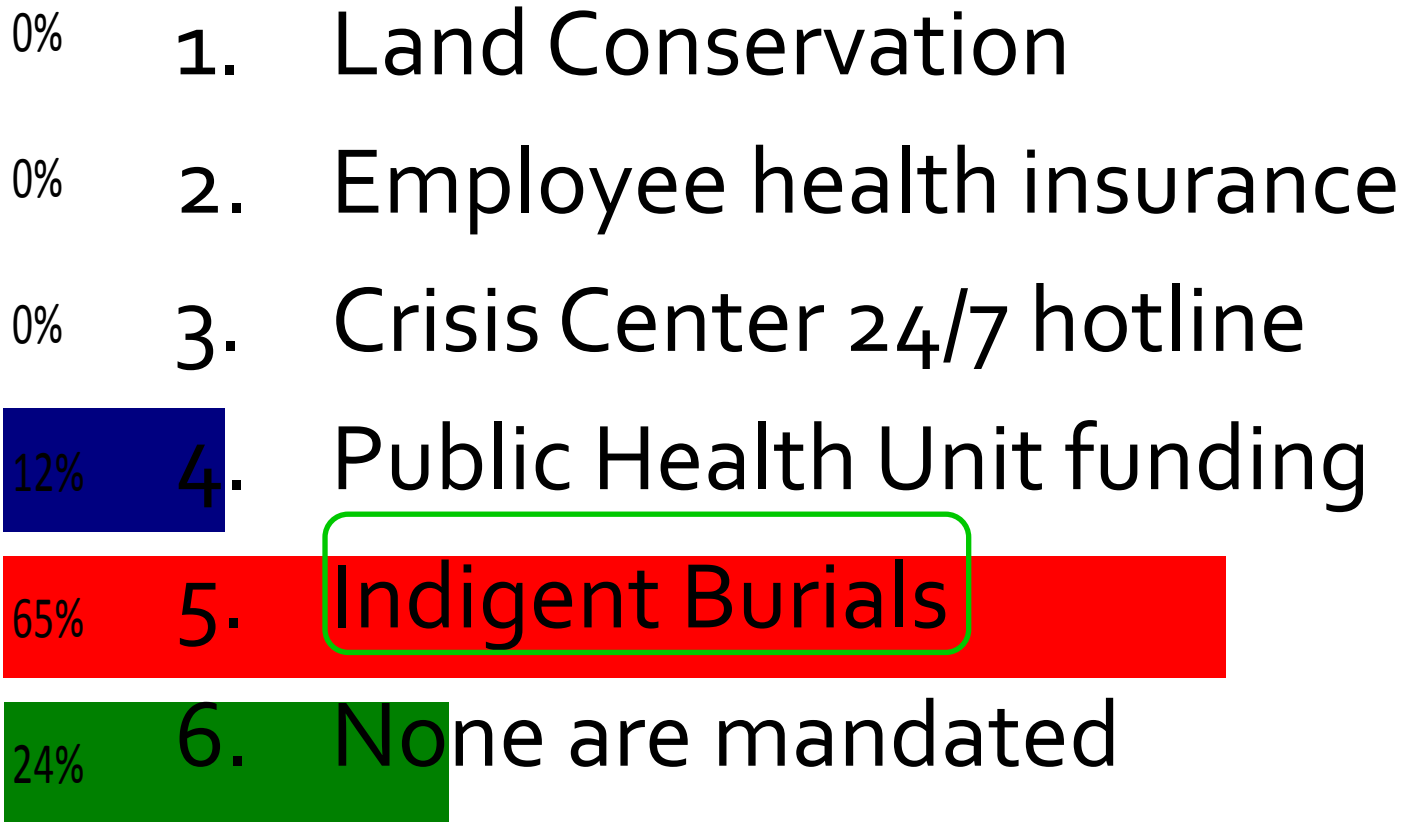 0% 1. Land Conservation
0% 2. Employee health insurance
0% 3. Crisis Center 24/7 hotline
12% 4. Public Health Unit funding
65% 5. Indigent Burials
24% 6. None are mandated